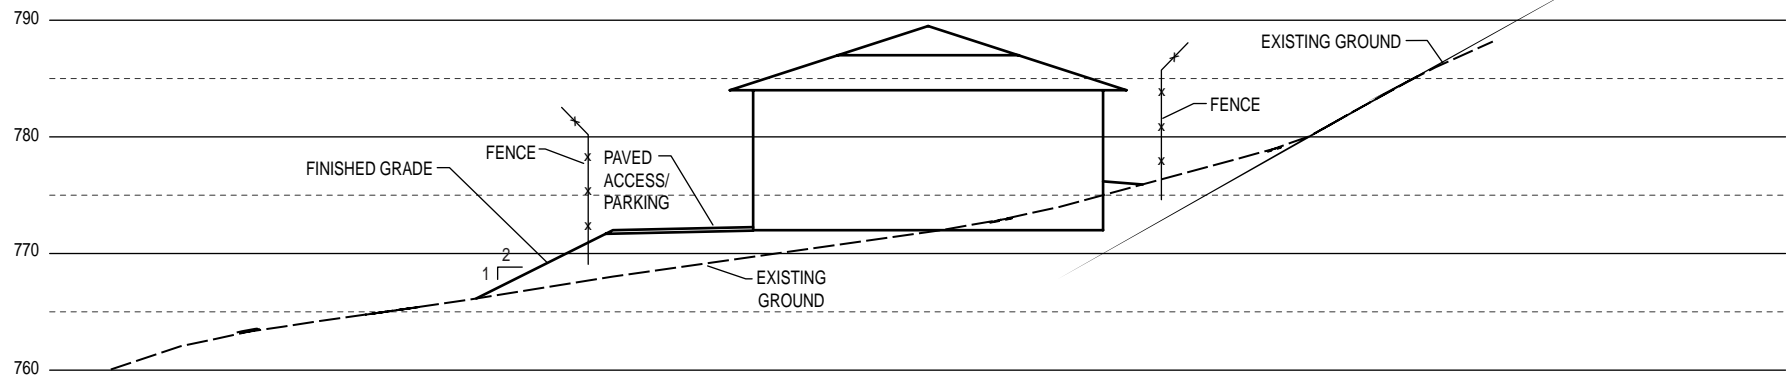 790
EXISTING GROUND
FENCE
780
FENCE
PAVED
ACCESS/
PARKING
FINISHED GRADE
770
2
1
EXISTING
GROUND
760